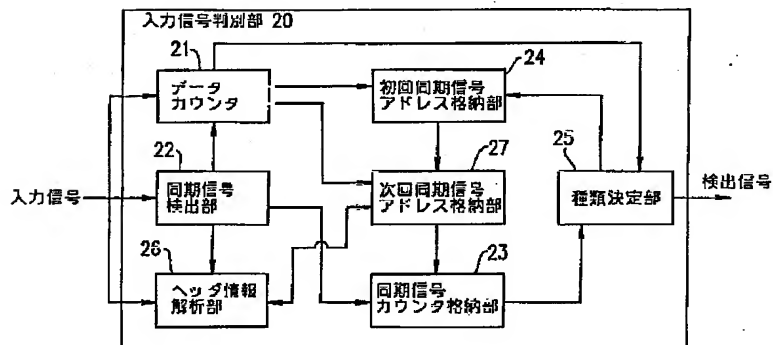 入力信号判別部 20
21
データ
カウンタ
24
初回同期信号
アドレス格納部
22
同期信号
検出部
27
次回同期信号
アドレス格納部
25
種類決定部
入力信号
検出信号
26
ヘッダ情報
解析部
23
同期信号
カウンタ格納部